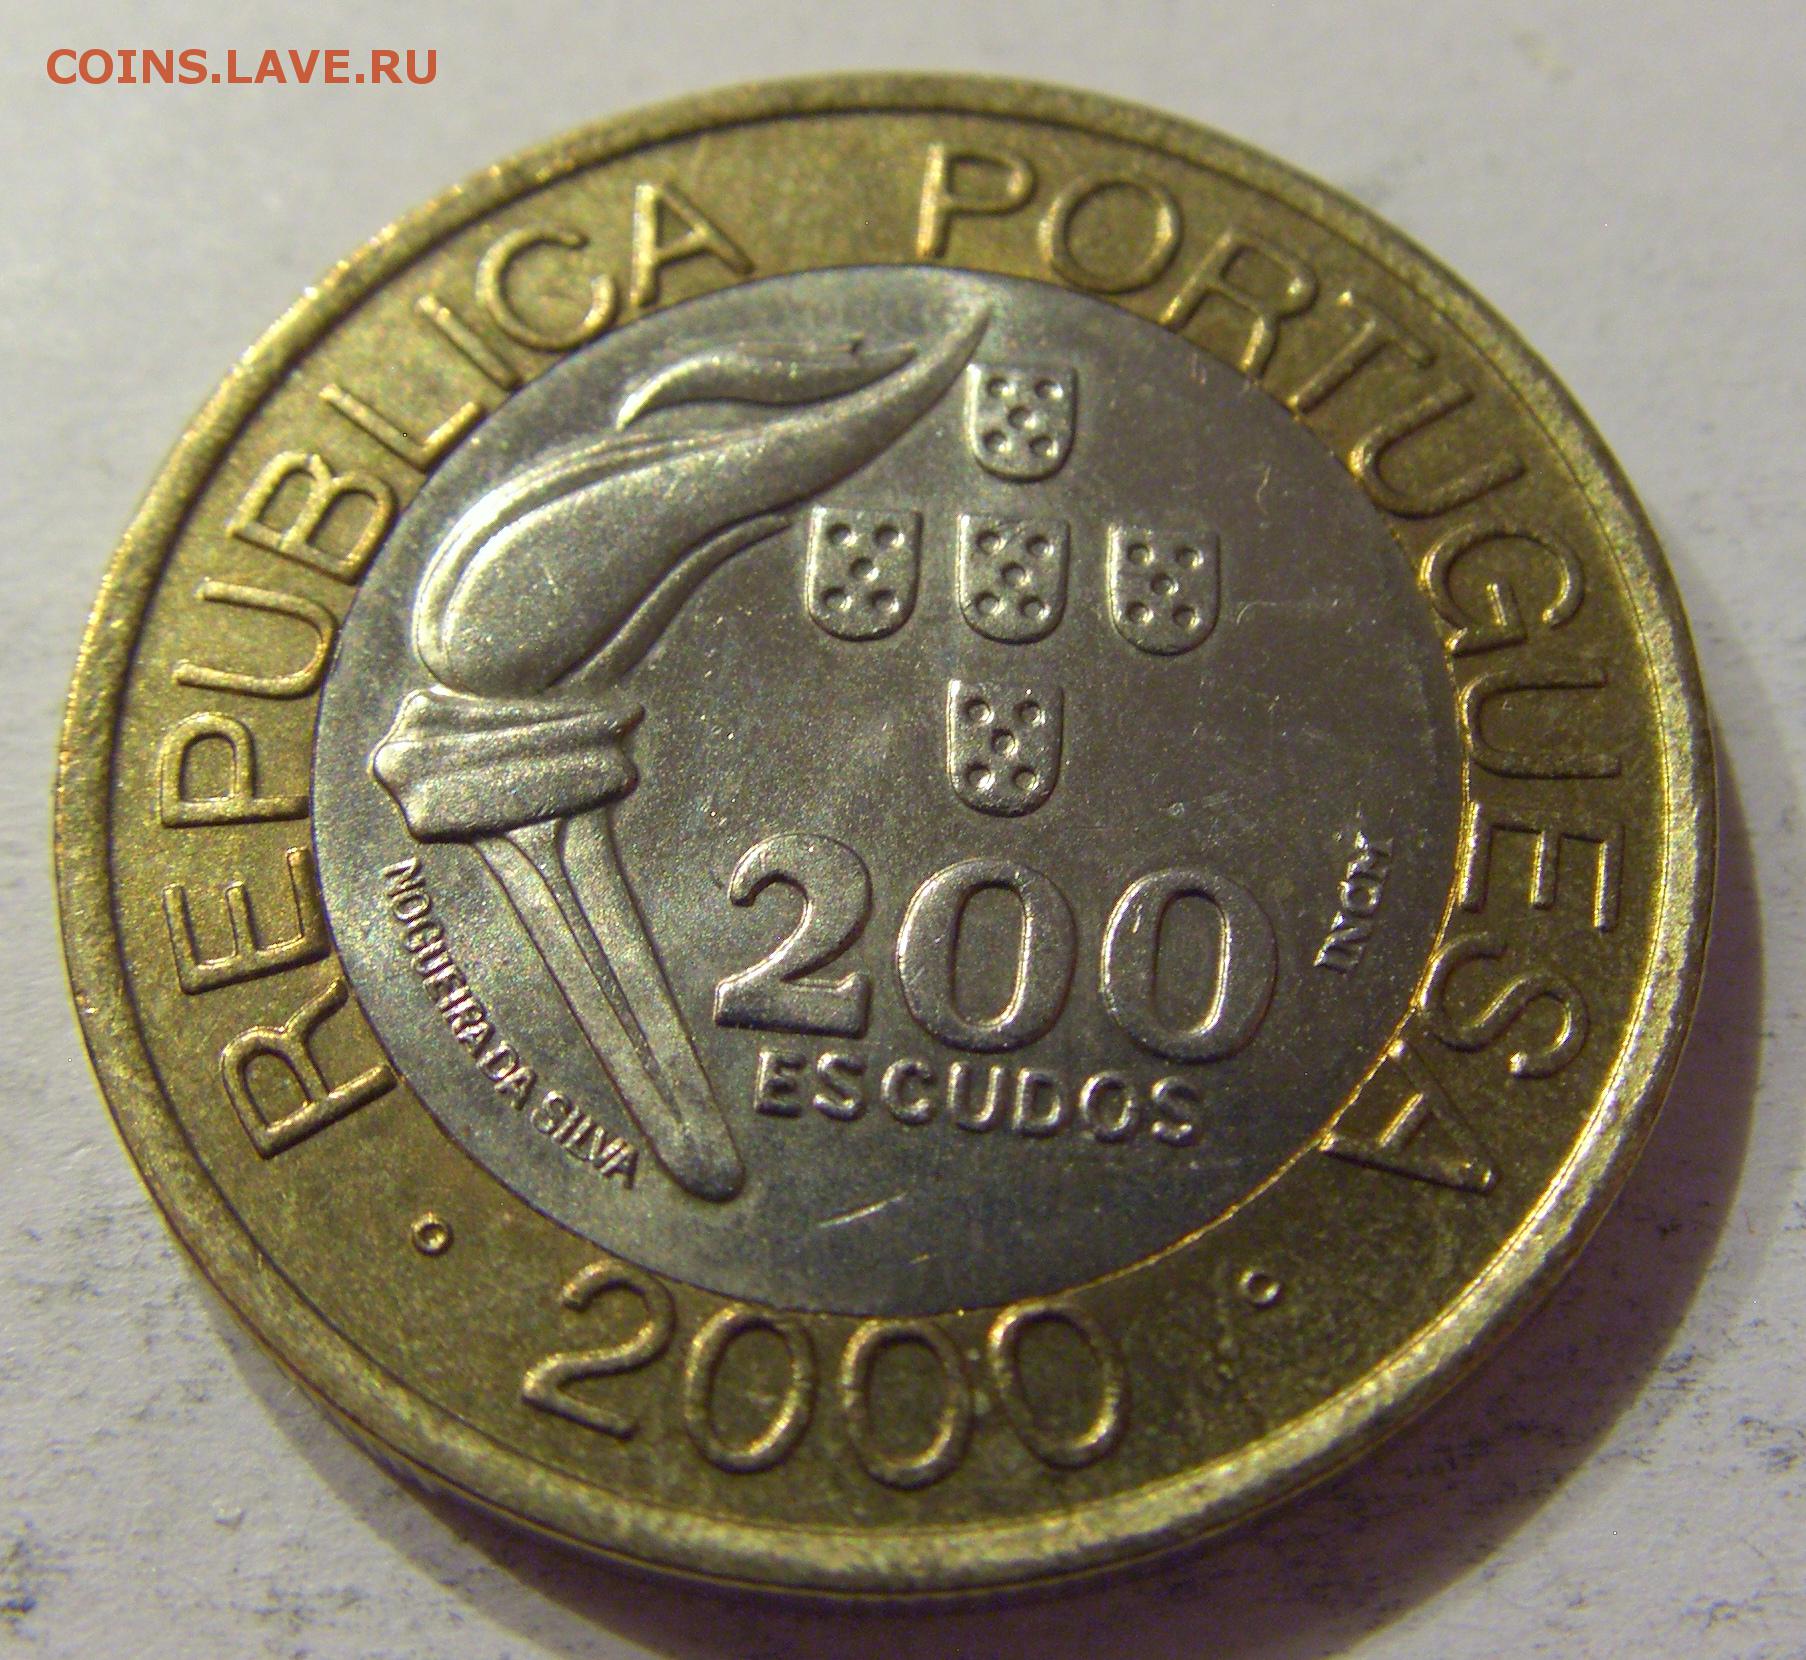 COINS.LAVE.RU
REPUBLICA PORTUGUESA
200
ESCUDOS
NOGUEIRA DA SILVA
INCM
2000